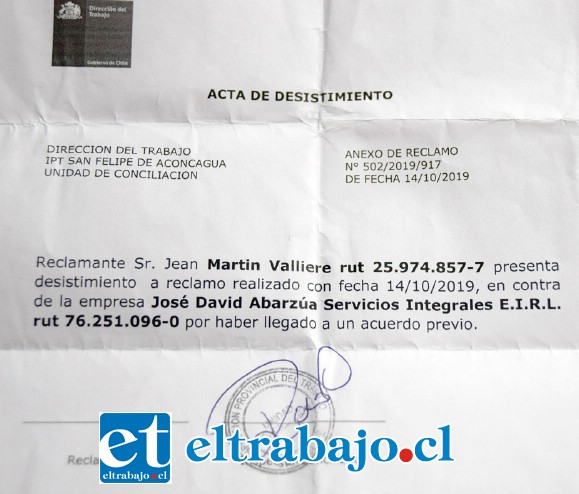 Dirección del
Trabajo
Gobierno de Chile
ACTA DE DESISTIMIENTO
DIRECCION DEL TRABAJO
IPT SAN FELIPE DE ACONCAGUA
UNIDAD DE CONCILIACION
ANEXO DE RECLAMO
N° 502/2019/917
DE FECHA 14/10/2019
Reclamante Sr. Jean Martin Valliere rut 25.974.857-7 presenta
desistimiento a reclamo realizado con fecha 14/10/2019, en contra
de la empresa José David Abarzúa Servicios Integrales E.I.R.L.
rut 76.251.096-0 por haber llegado a un acuerdo previo.
PROVINCIAL DEL
et eltrabajo.cl
eltrabajo.cl